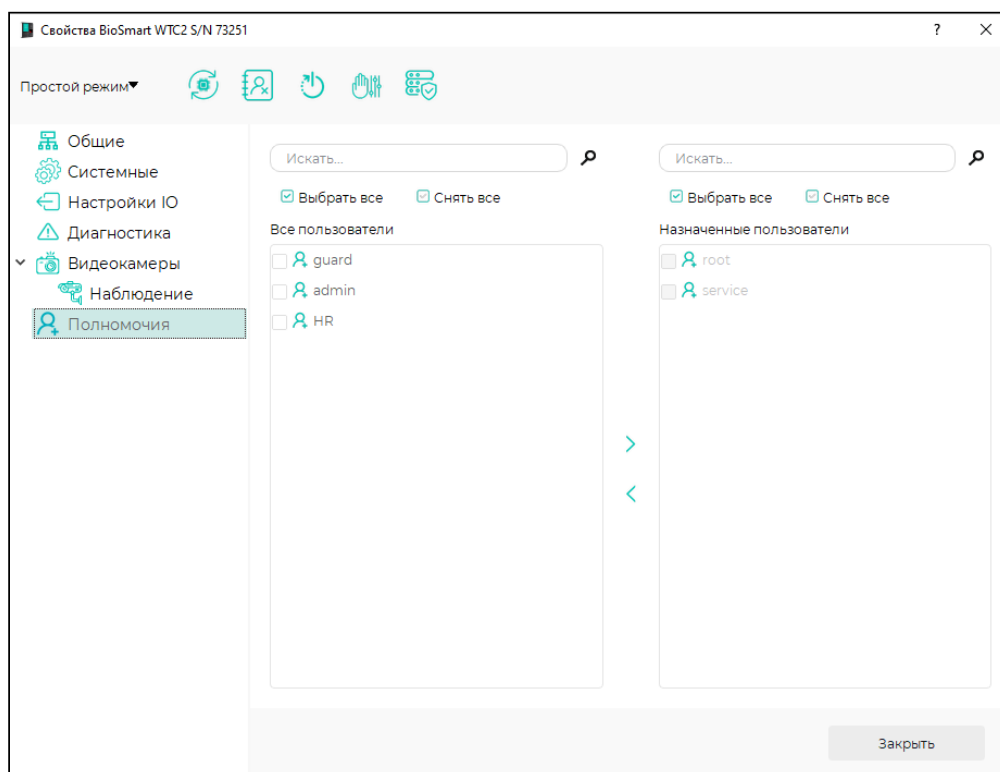 Свойства BioSmart WTC2 S/N 73251
?
Простой режим
Общие
Системные
Настройки IO
Диагностика
Видеокамеры
Наблюдение
Полномочия
Искать...
Выбрать все
Снять все
Все пользователи
guard
admin
HR
Искать...
Выбрать все
Снять все
Назначенные пользователи
root
service
Закрыть